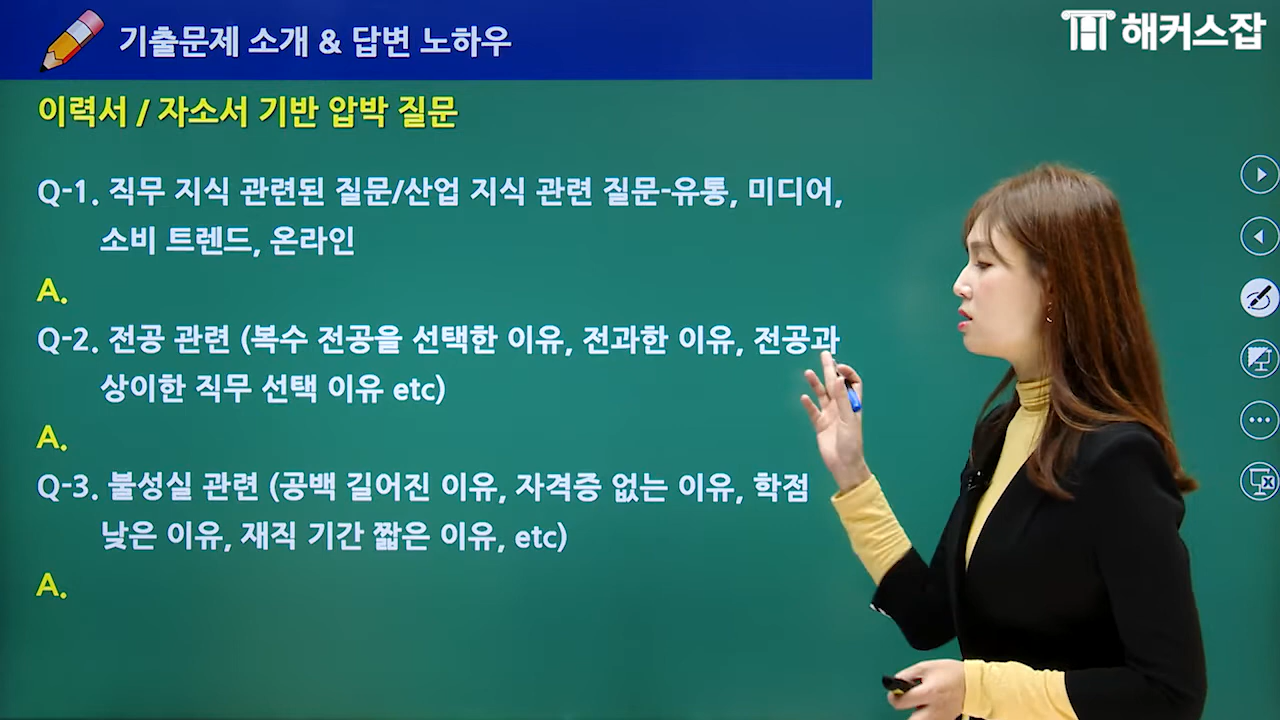 기출문제 소개 & 답변 노하우
해커스잡
이력서 / 자소서 기반 압박 질문
Q-1. 직무 지식 관련된 질문/산업 지식 관련 질문-유통, 미디어,
소비 트렌드, 온라인
A.
Q-2. 전공 관련 (복수 전공을 선택한 이유, 전과한 이유, 전공과
상이한 직무 선택 이유 etc)
A.
Q-3. 불성실 관련 (공백 길어진 이유, 자격증 없는 이유, 학점
낮은 이유, 재직 기간 짧은 이유, etc)
A.